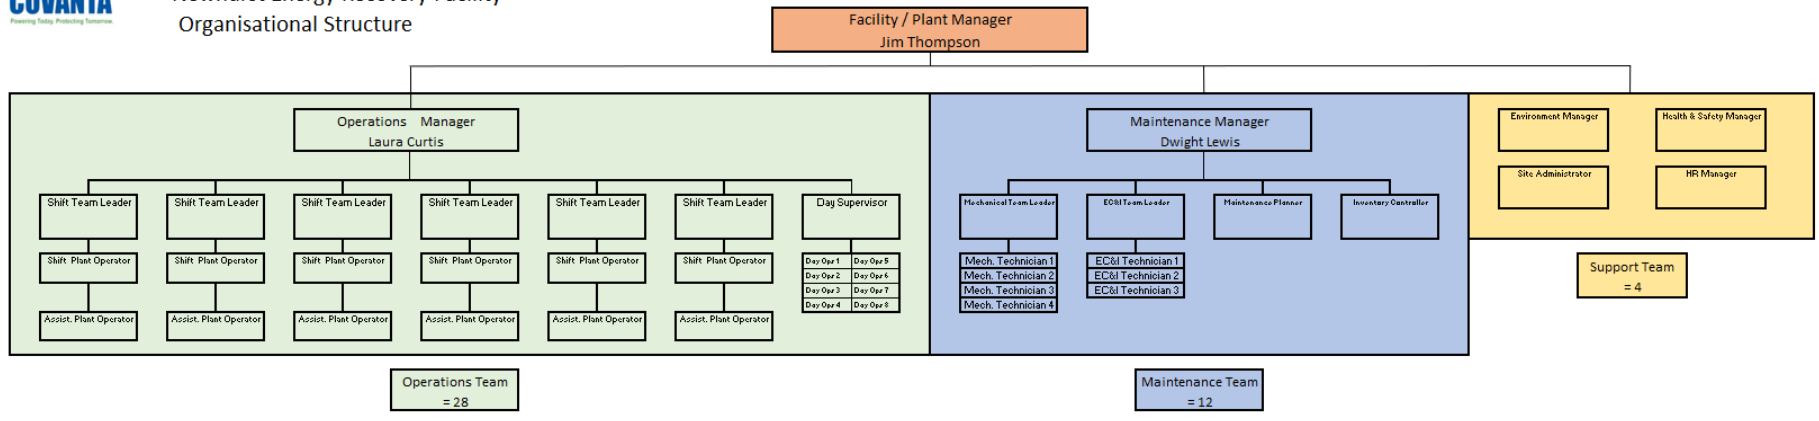 COVANTA
Powering Today. Protecting Tomorrow.
Energy Recovery Facility
Organisational Structure
Facility / Plant Manager
Jim Thompson
Operations Manager
Laura Curtis
Shift Team Leader
Shift Team Leader
Shift Team Leader
Shift Team Leader
Shift Team Leader
Shift Team Leader
Day Supervisor
Shift Plant Operator
Shift Plant Operator
Shift Plant Operator
Shift Plant Operator
Shift Plant Operator
Shift Plant Operator
Day Opr 1 Day Opr 5
Day Opr 2 Day Opr 6
Day Opr 3 Day Opr 7
Day Opr 4 Day Opr 8
Assist. Plant Operator
Assist. Plant Operator
Assist. Plant Operator
Assist. Plant Operator
Assist. Plant Operator
Assist. Plant Operator
Operations Team
= 28
Maintenance Manager
Dwight Lewis
Mechanical Team Leader
EC&I Team Leader
Maintenance Planner
Inventory Controller
Mech. Technician 1
Mech. Technician 2
Mech. Technician 3
Mech. Technician 4
EC&I Technician 1
EC&I Technician 2
EC&I Technician 3
Maintenance Team
= 12
Environment Manager
Health & Safety Manager
Site Administrator
HR Manager
Support Team
= 4